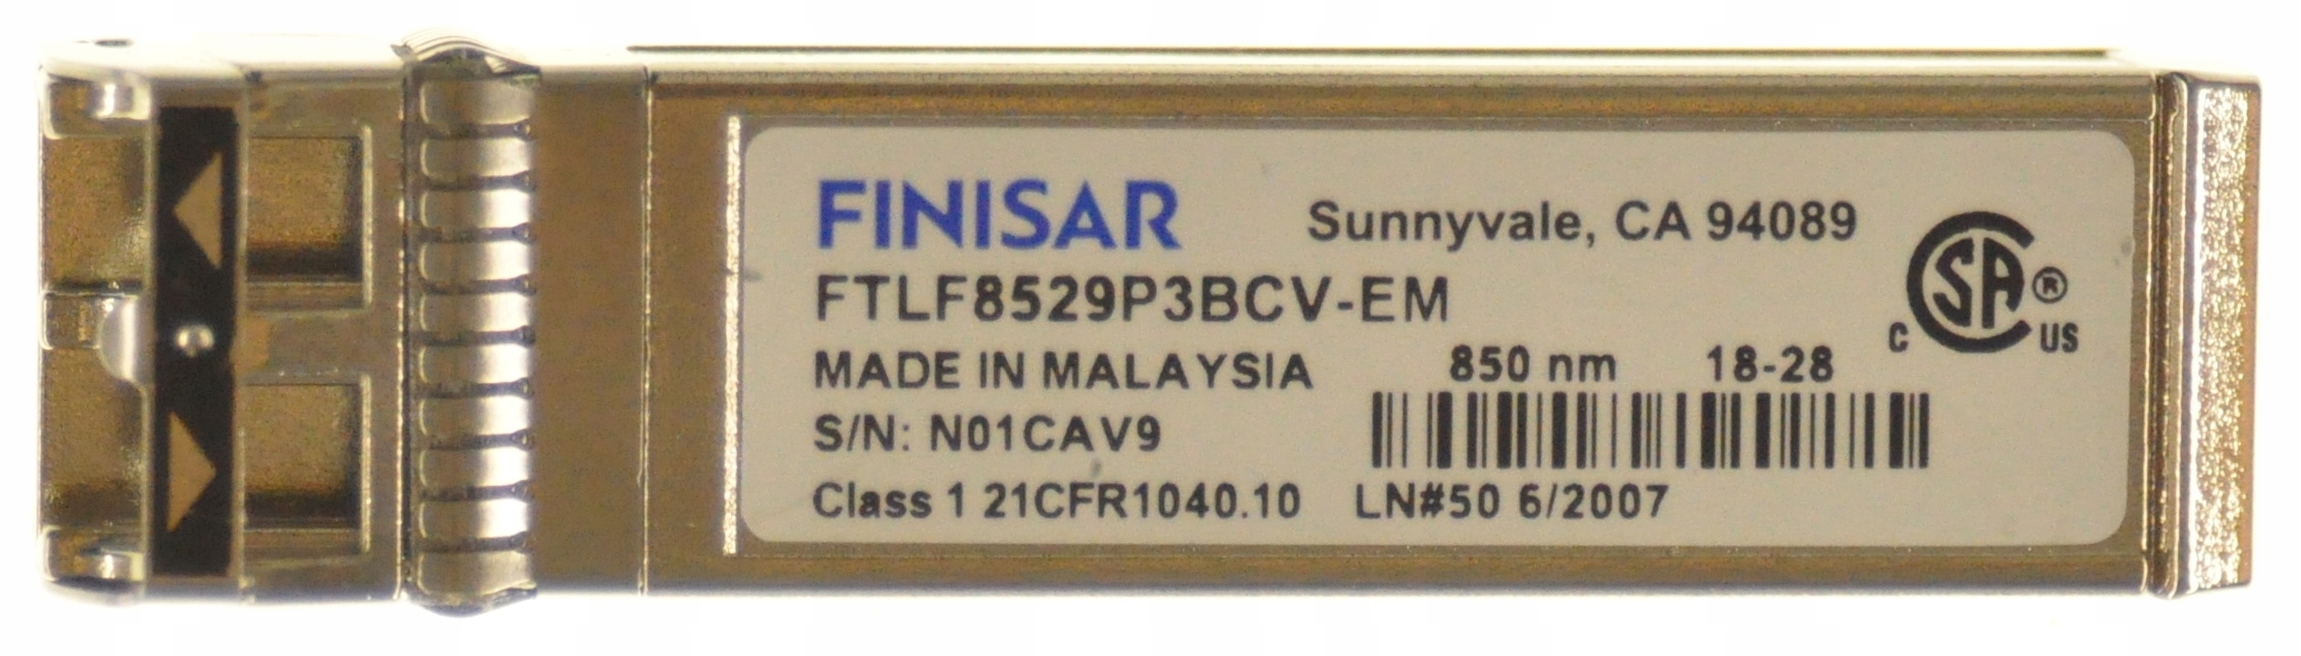 FINISAR Sunnyvale, CA 94089
FTLF8529P3BCV-EM
MADE IN MALAYSIA 850 nm 18-28
S/N: N01CAV9
Class 1 21CFR1040.10 LN#50 6/2007
CSA®
C US